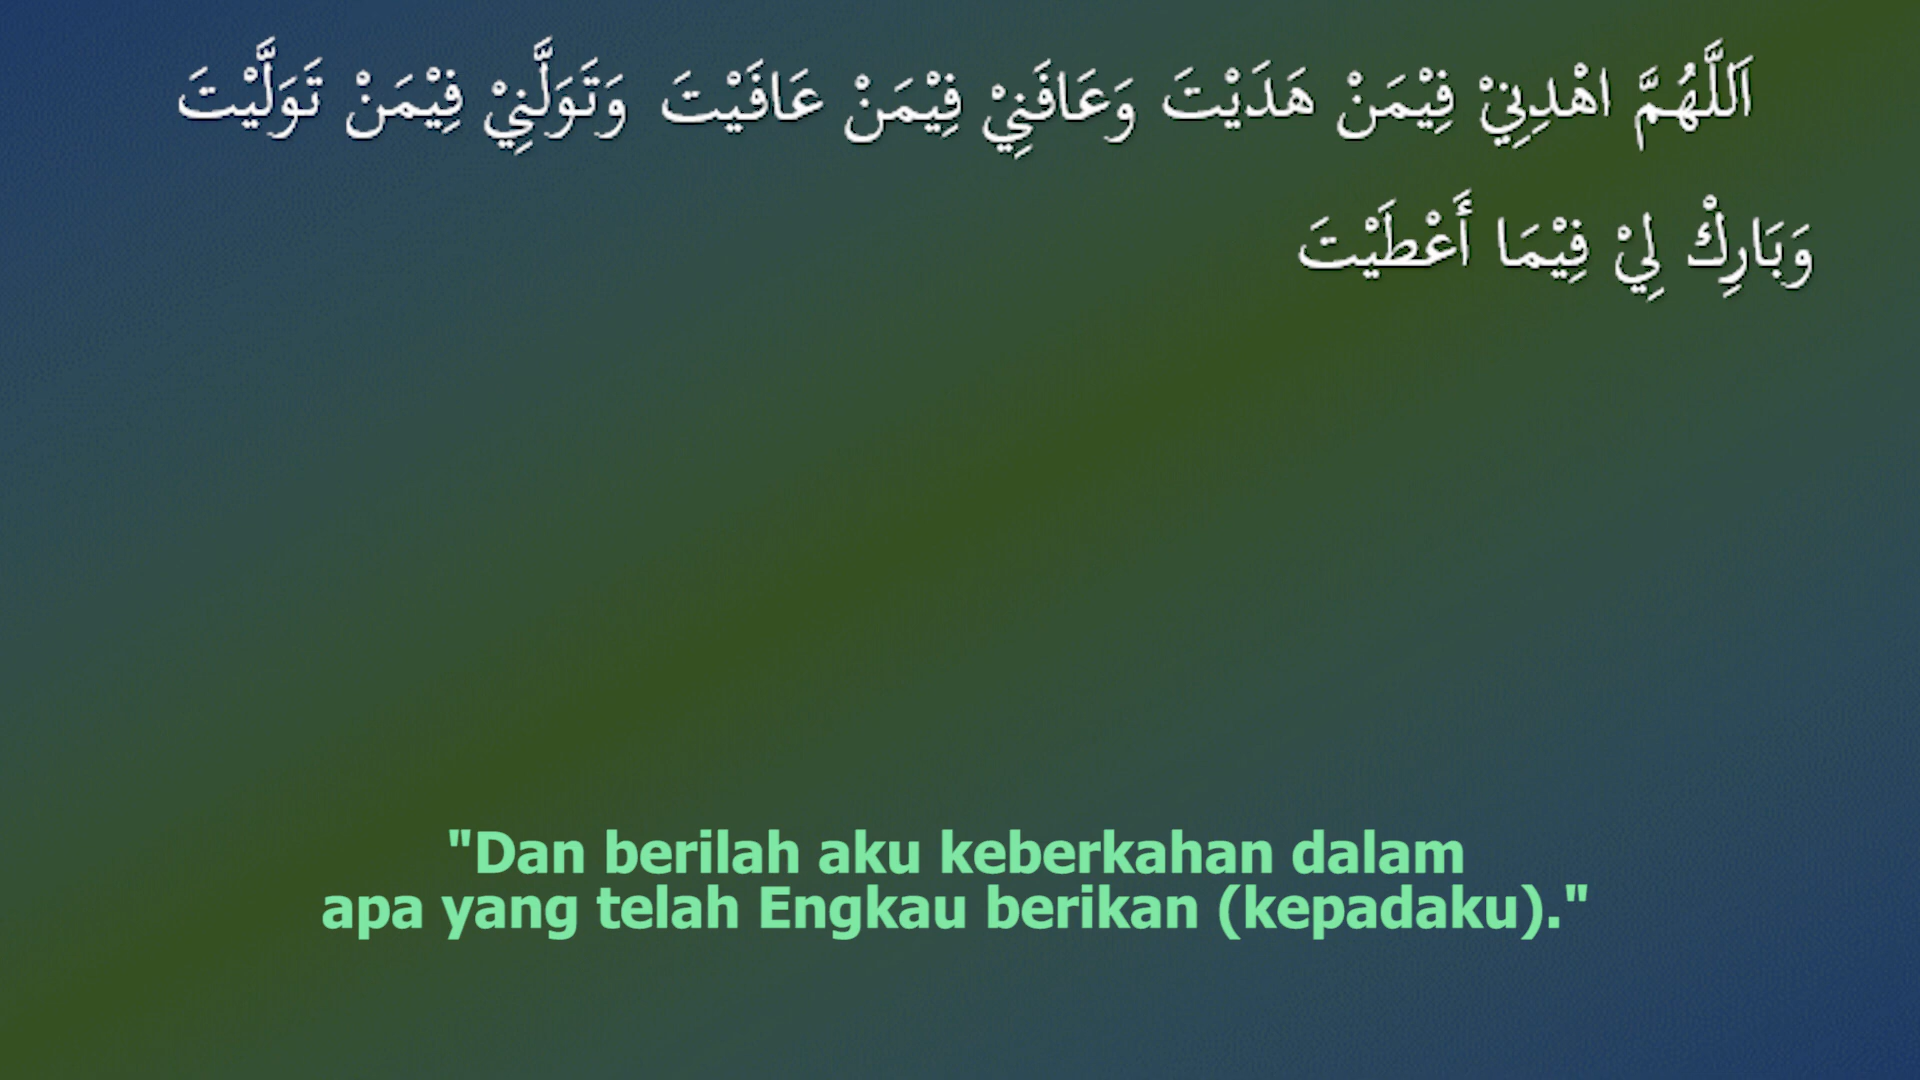 اَللَّهُمَّ اهْدِنِيْ فِيْمَنْ هَدَيْتَ وَعَافَنِيْ فِيْمَنْ عَافَيْتَ وَتَوَلَّنِيْ فِيْمَنْ تَوَلَّيْتَ
وَبَارِكْ لِيْ فِيْمَا أَعْطَيْتَ
"Dan berilah aku keberkahan dalam
apa yang telah Engkau berikan (kepadaku)."